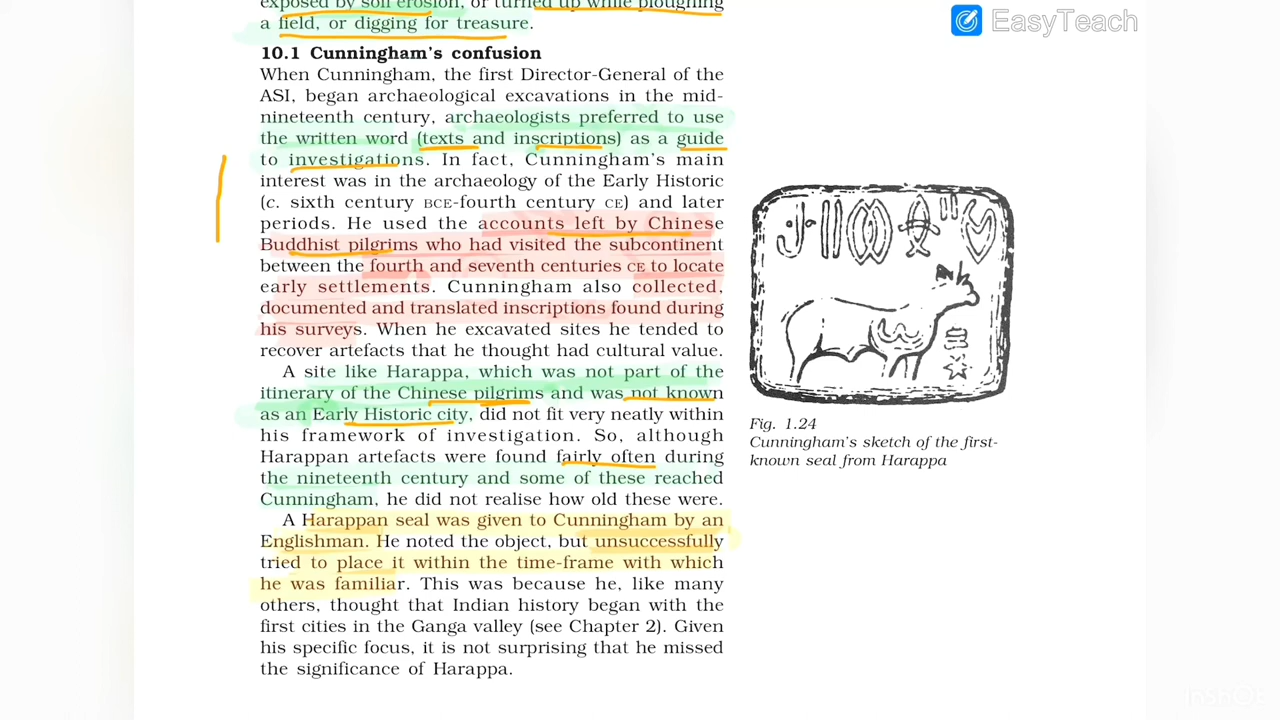 exposed by soil erosion, or turned up while ploughing
a field, or digging for treasure.
EasyTeach
10.1 Cunningham's confusion
When Cunningham, the first Director-General of the
ASI, began archaeological excavations in the mid-
nineteenth century, archaeologists preferred to use
the written word (texts and inscriptions) as a guide
to investigations. In fact, Cunningham's main
interest was in the archaeology of the Early Historic
(c. sixth century BCE-fourth century CE) and later
periods. He used the accounts left by Chinese
Buddhist pilgrims who had visited the subcontinent
between the fourth and seventh centuries CE to locate
early settlements. Cunningham also collected,
documented and translated inscriptions found during
his surveys. When he excavated sites he tended to
recover artefacts that he thought had cultural value.
A site like Harappa, which was not part of the
itinerary of the Chinese pilgrims and was not known
as an Early Historic city, did not fit very neatly within
his framework of investigation. So, although
Harappan artefacts were found fairly often during
the nineteenth century and some of these reached
Cunningham, he did not realise how old these were.
A Harappan seal was given to Cunningham by an
Englishman. He noted the object, but unsuccessfully
tried to place it within the time-frame with which
he was familiar. This was because he, like many
others, thought that Indian history began with the
first cities in the Ganga valley (see Chapter 2). Given
his specific focus, it is not surprising that he missed
the significance of Harappa.
Fig. 1.24
Cunningham's sketch of the first-
known seal from Harappa